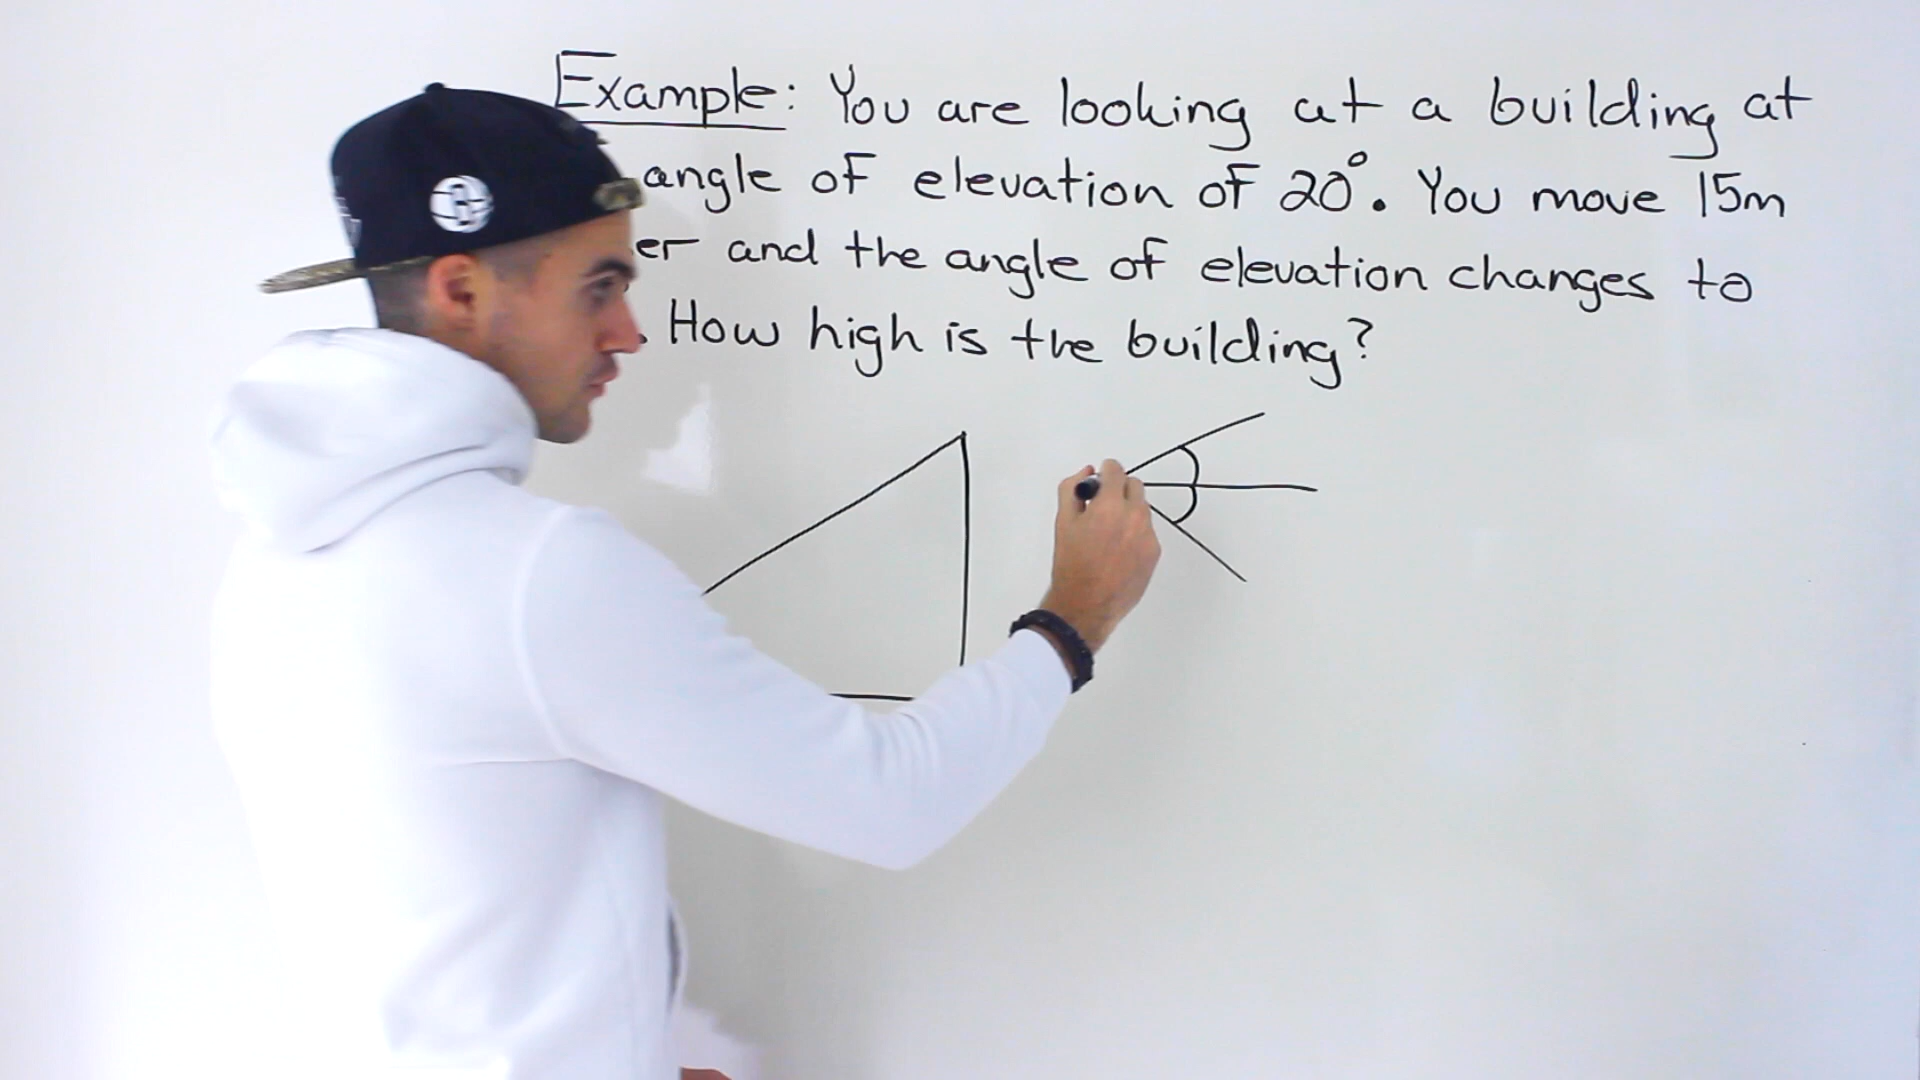 Example: You are looking at a building at
angle of elevation of 20°. You move 15m
er and the angle of elevation changes to
. How high is the building?